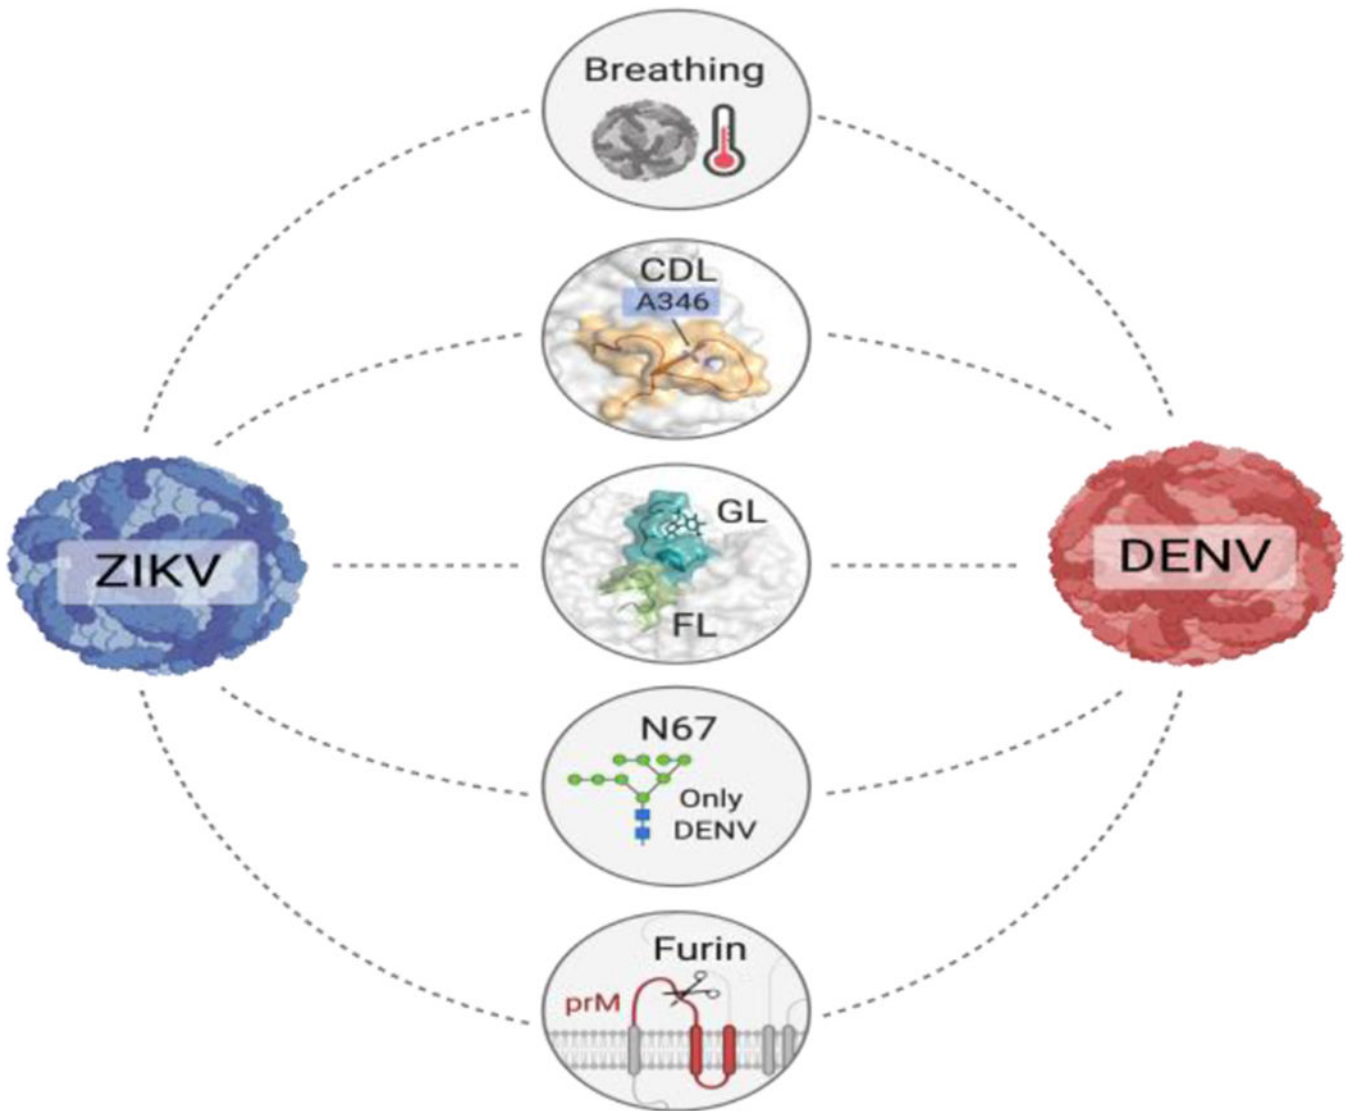 Breathing
CDL
A346
GL
FL
ZIKV
DENV
N67
Only
DENV
Furin
prM